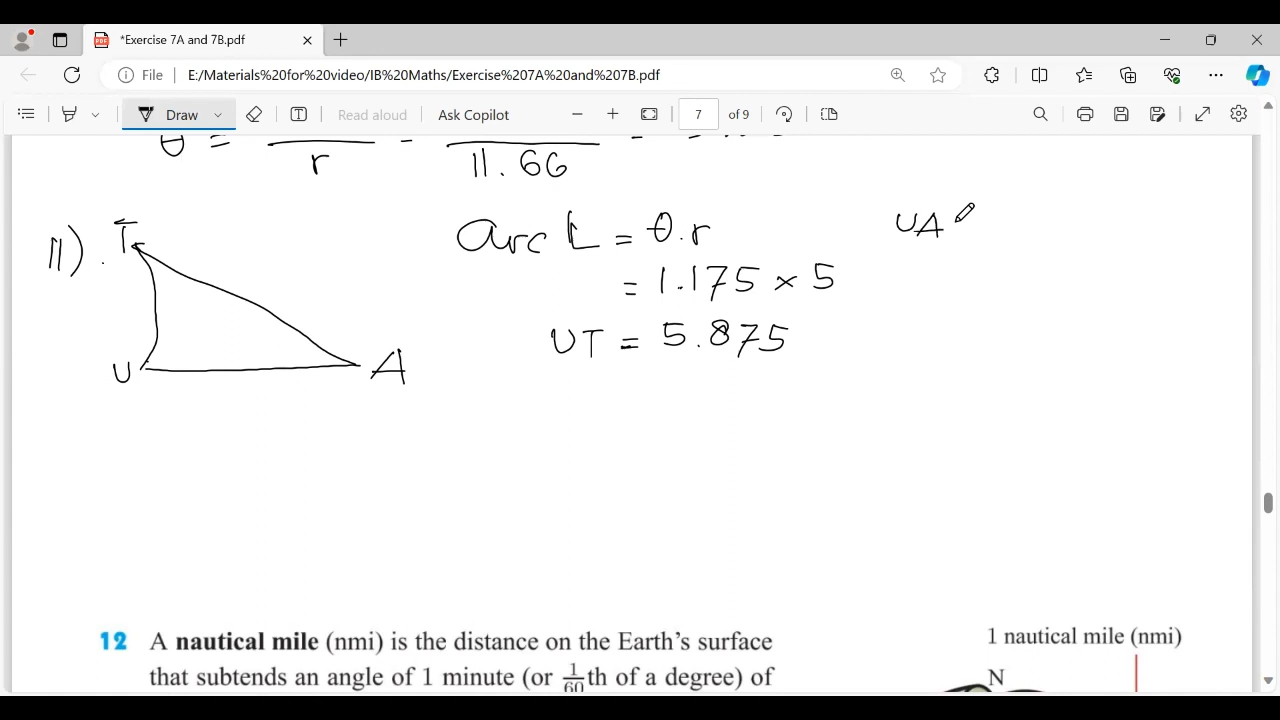 *Exercise 7A and 7B.pdf
File E:/Materials%20for%20video/IB%20Maths/Exercise%207A%20and%207B.pdf
Draw Read aloud Ask Copilot 7 of 9
θ =
r
11.66
11). T
U A
arc L = θ.r
= 1.175 × 5
UT = 5.875
UA
12 A nautical mile (nmi) is the distance on the Earth's surface
that subtends an angle of 1 minute (or 1/60th of a degree) of
1 nautical mile (nmi)
N